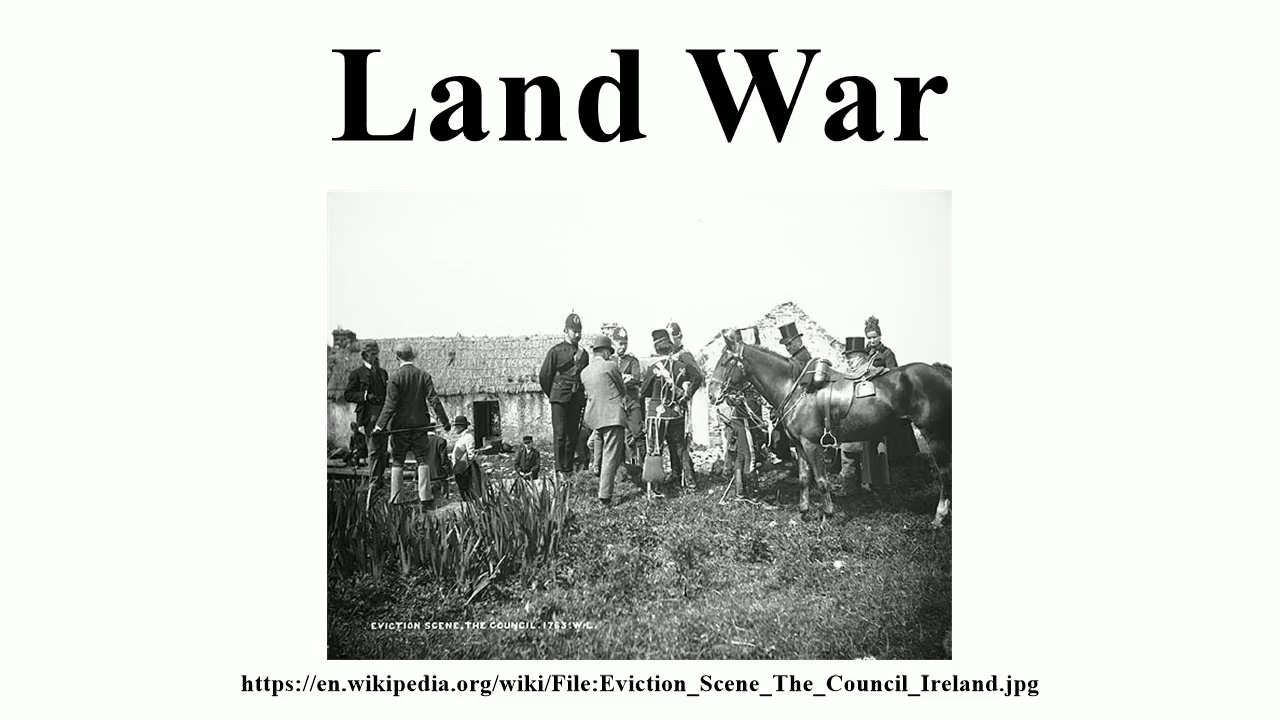 Land War
EVICTION SCENE, THE COUNCIL. 1763. W.L.
https://en.wikipedia.org/wiki/File:Eviction_Scene_The_Council_Ireland.jpg